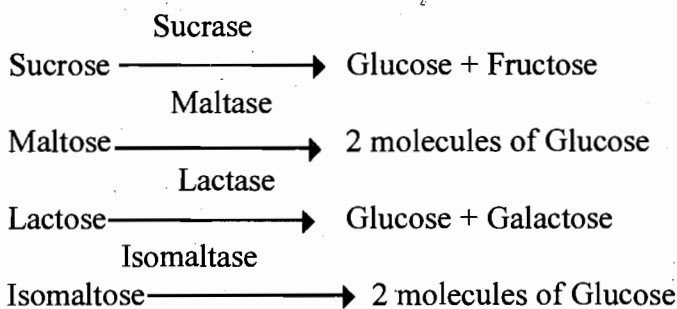 Sucrase
Sucrose Glucose + Fructose
Maltase
Maltose 2 molecules of Glucose
Lactase
Lactose Glucose + Galactose
Isomaltase
Isomaltose 2 molecules of Glucose